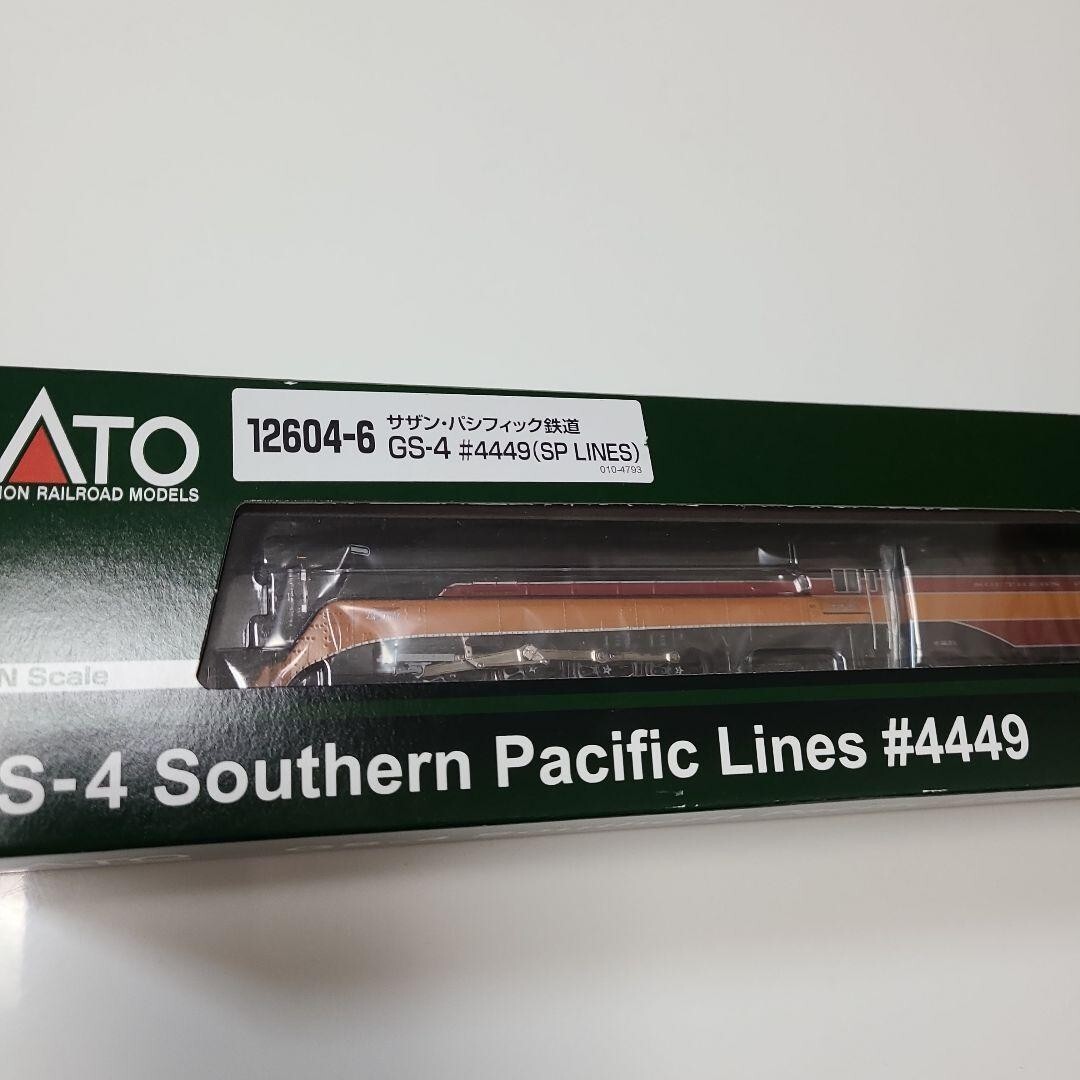 ATO
ION RAILROAD MODELS
12604-6
サザン・パシフィック鉄道
GS-4 #4449(SP LINES)
010-4793
SOUTHERN
N Scale
S-4 Southern Pacific Lines #4449